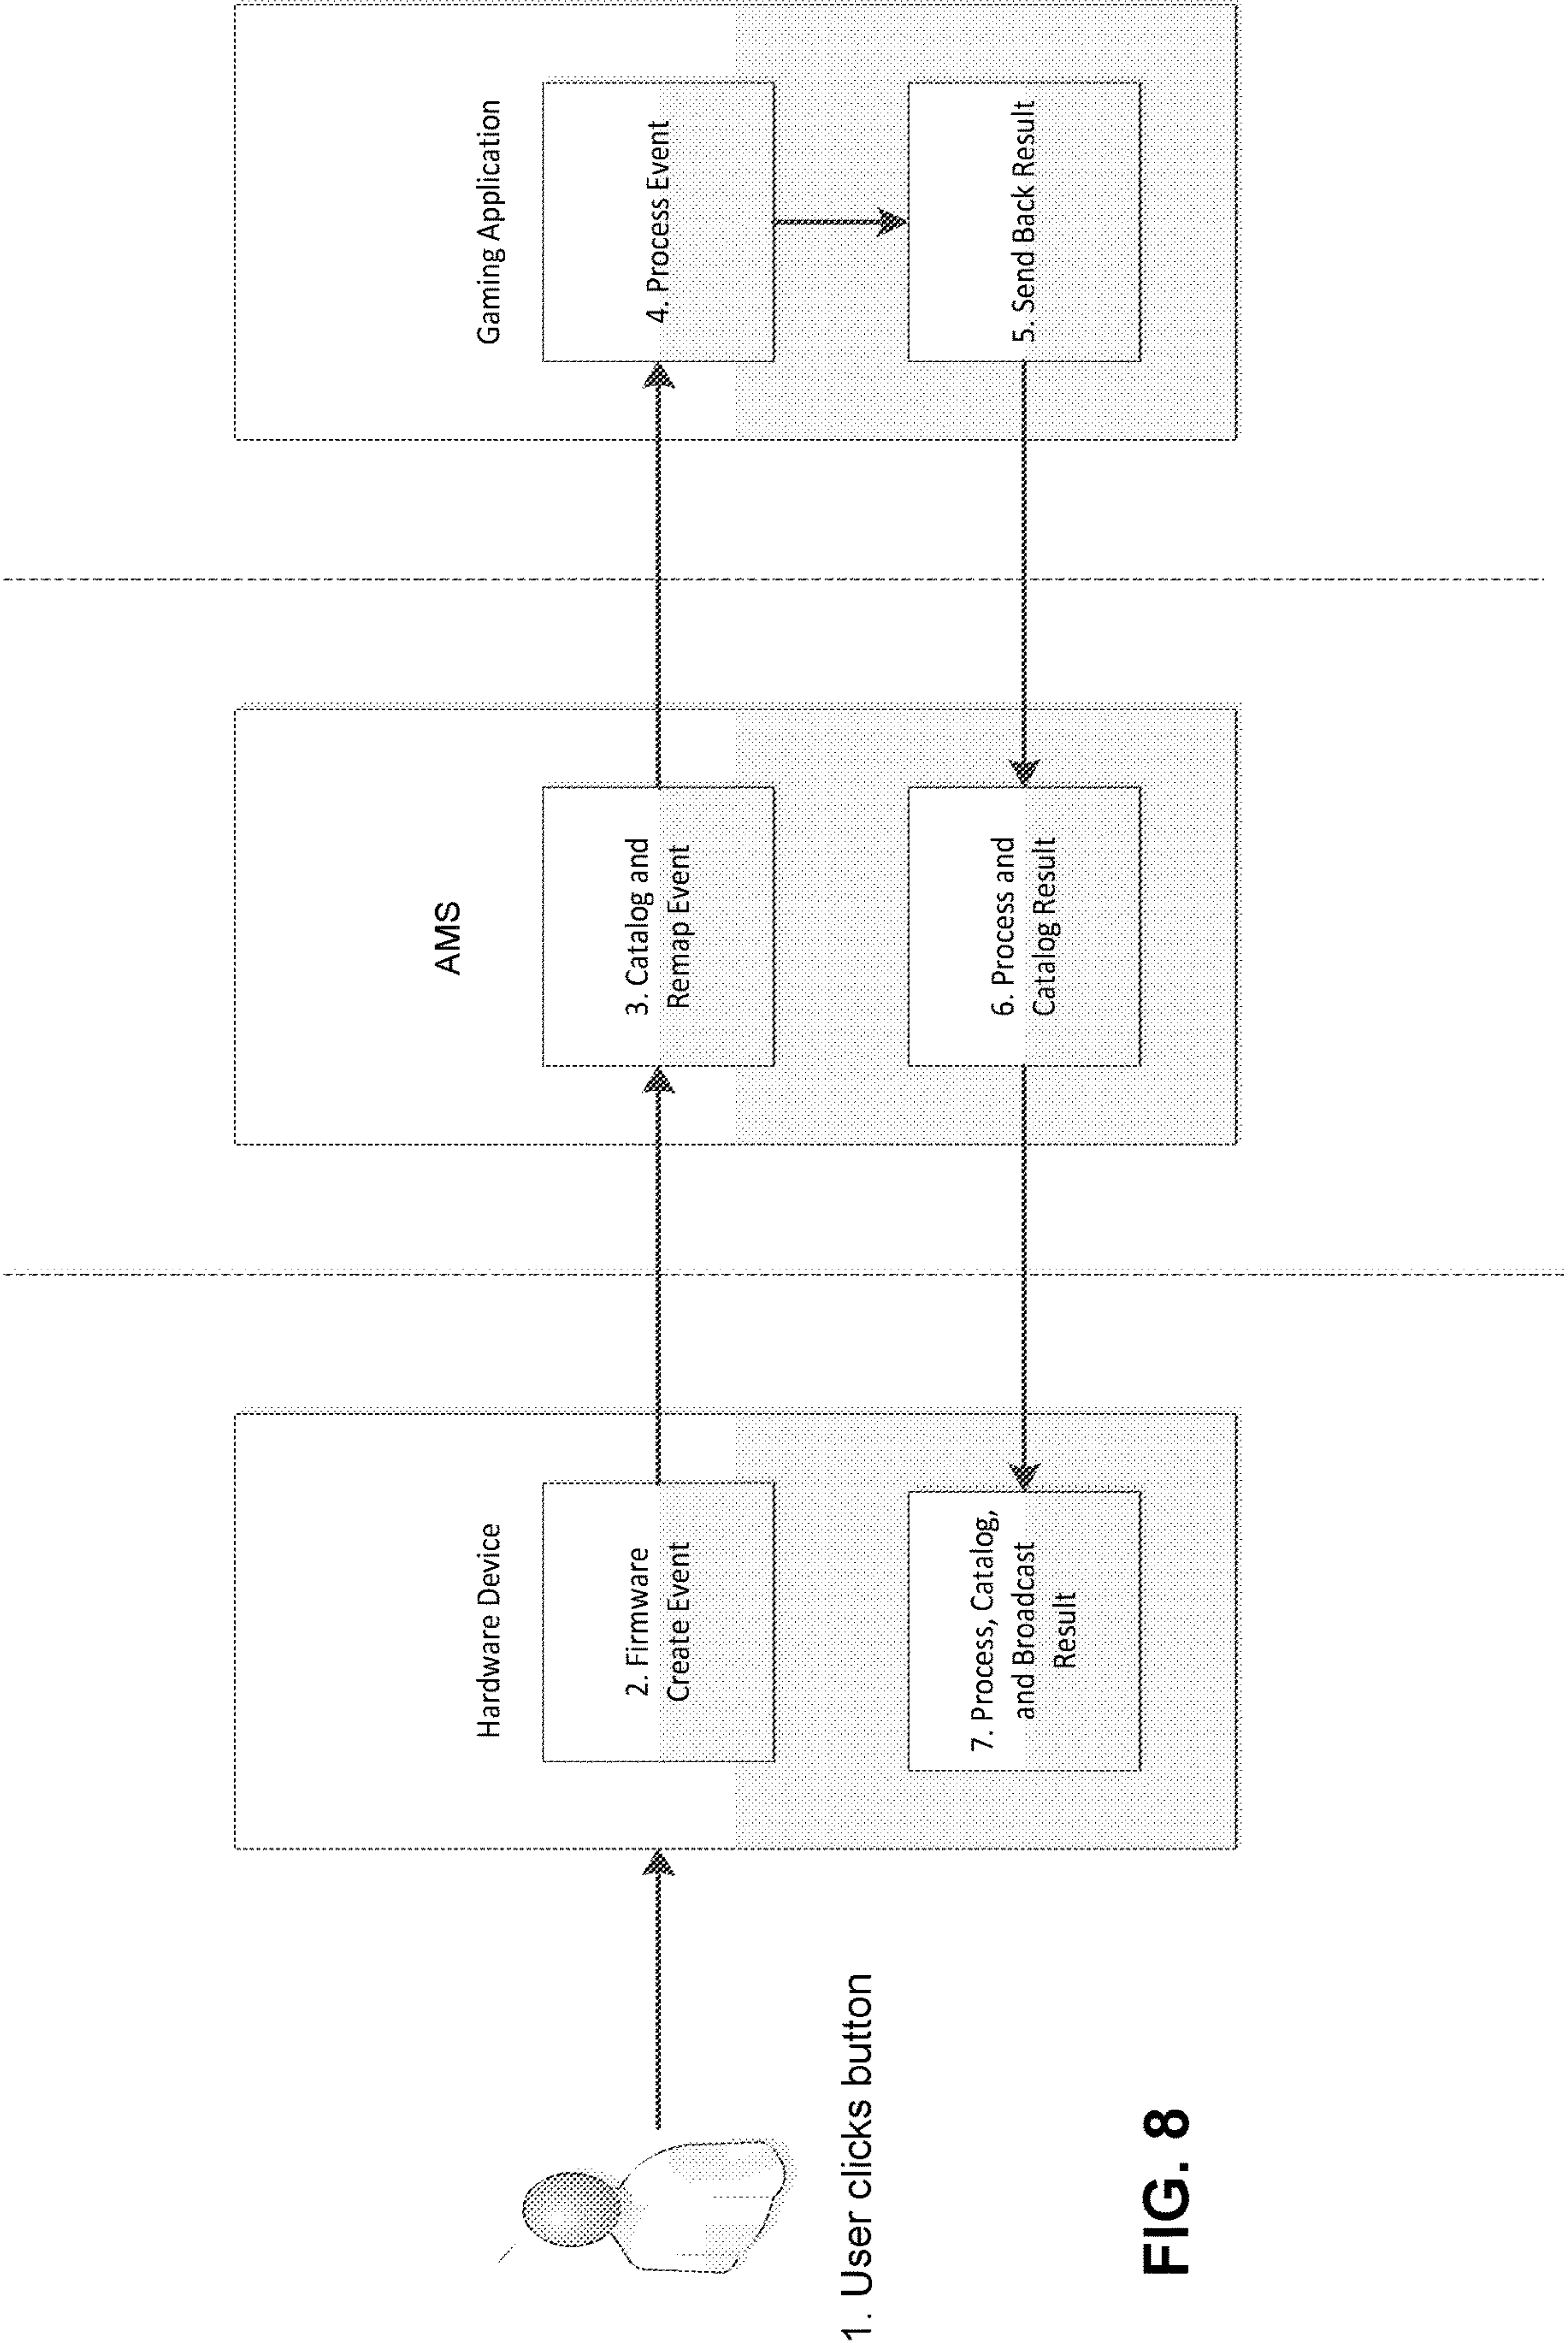 1. User clicks button
Hardware Device
2. Firmware
Create Event
7. Process, Catalog,
and Broadcast
Result
AMS
3. Catalog and
Remap Event
6. Process and
Catalog Result
Gaming Application
4. Process Event
5. Send Back Result
FIG. 8